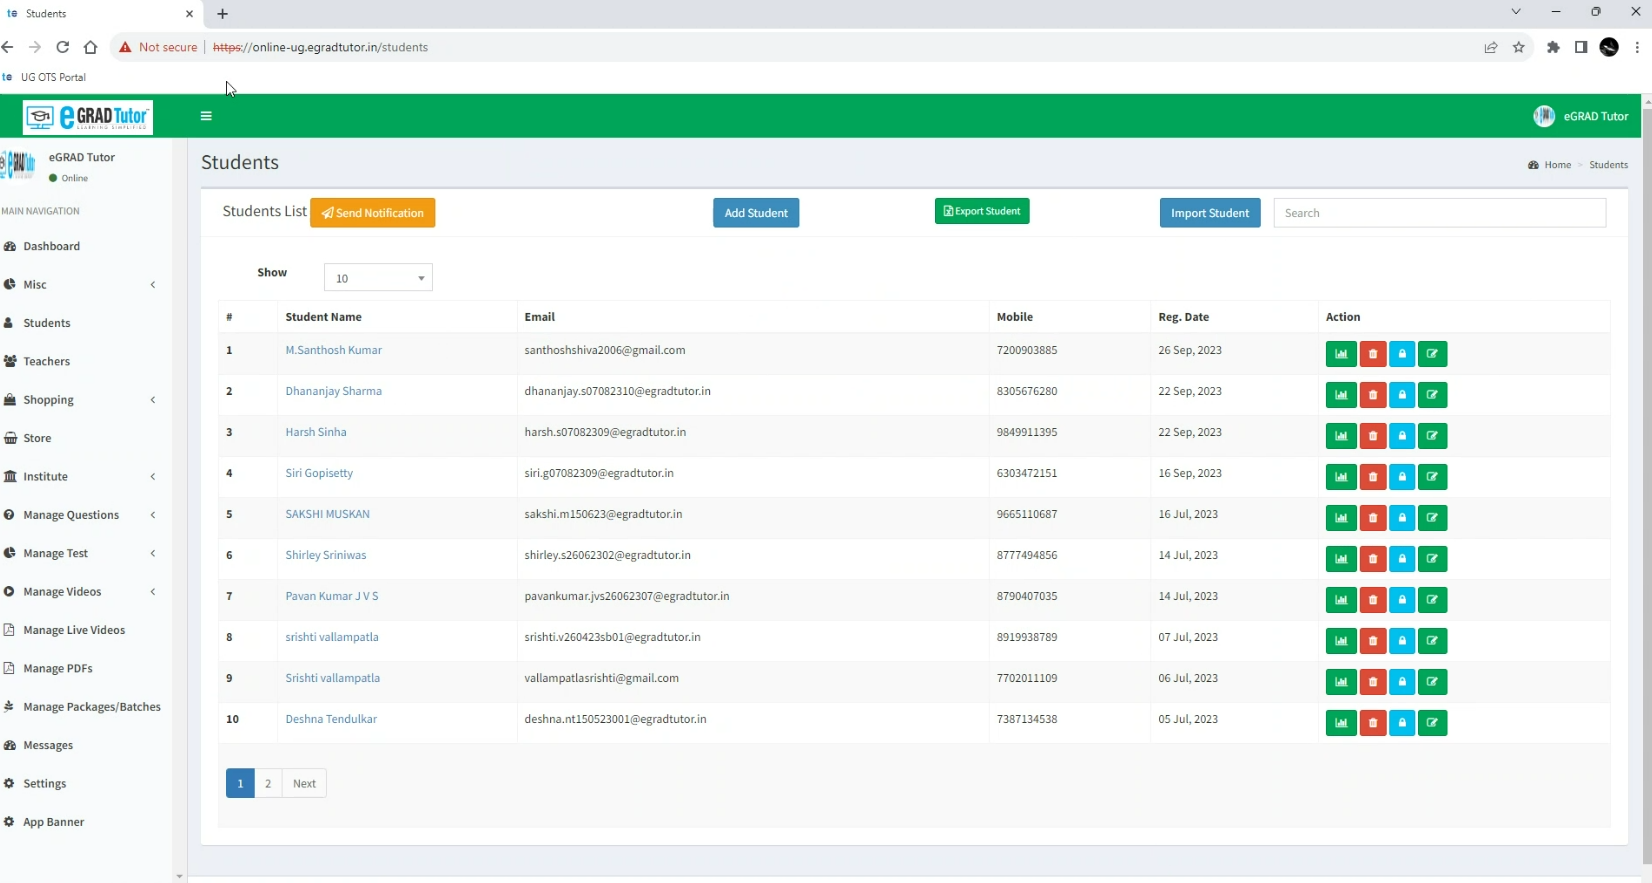 te Students
Not secure https://online-ug.egradtutor.in/students
te UG OTS Portal
eGRAD Tutor eGRAD Tutor
eGRAD Tutor
Online
Students
Home > Students
MAIN NAVIGATION
Students List Send Notification Add Student Export Student Import Student Search
Dashboard
Misc
Students
Teachers
Shopping
Store
Institute
Manage Questions
Manage Test
Manage Videos
Manage Live Videos
Manage PDFs
Manage Packages/Batches
Messages
Settings
App Banner
Show 10
# Student Name Email Mobile Reg. Date Action
1 M.Santhosh Kumar santhoshshiva2006@gmail.com 7200903885 26 Sep, 2023
2 Dhananjay Sharma dhananjay.s07082310@egradtutor.in 8305676280 22 Sep, 2023
3 Harsh Sinha harsh.s07082309@egradtutor.in 9849911395 22 Sep, 2023
4 Siri Gopisetty siri.g07082309@egradtutor.in 6303472151 16 Sep, 2023
5 SAKSHI MUSKAN sakshi.m150623@egradtutor.in 9665110687 16 Jul, 2023
6 Shirley Sriniwas shirley.s26062302@egradtutor.in 8777494856 14 Jul, 2023
7 Pavan Kumar J V S pavankumar.jvs26062307@egradtutor.in 8790407035 14 Jul, 2023
8 srishti vallampatla srishti.v260423sb01@egradtutor.in 8919938789 07 Jul, 2023
9 Srishti vallampatla vallampatlasrishti@gmail.com 7702011109 06 Jul, 2023
10 Deshna Tendulkar deshna.nt150523001@egradtutor.in 7387134538 05 Jul, 2023
1 2 Next